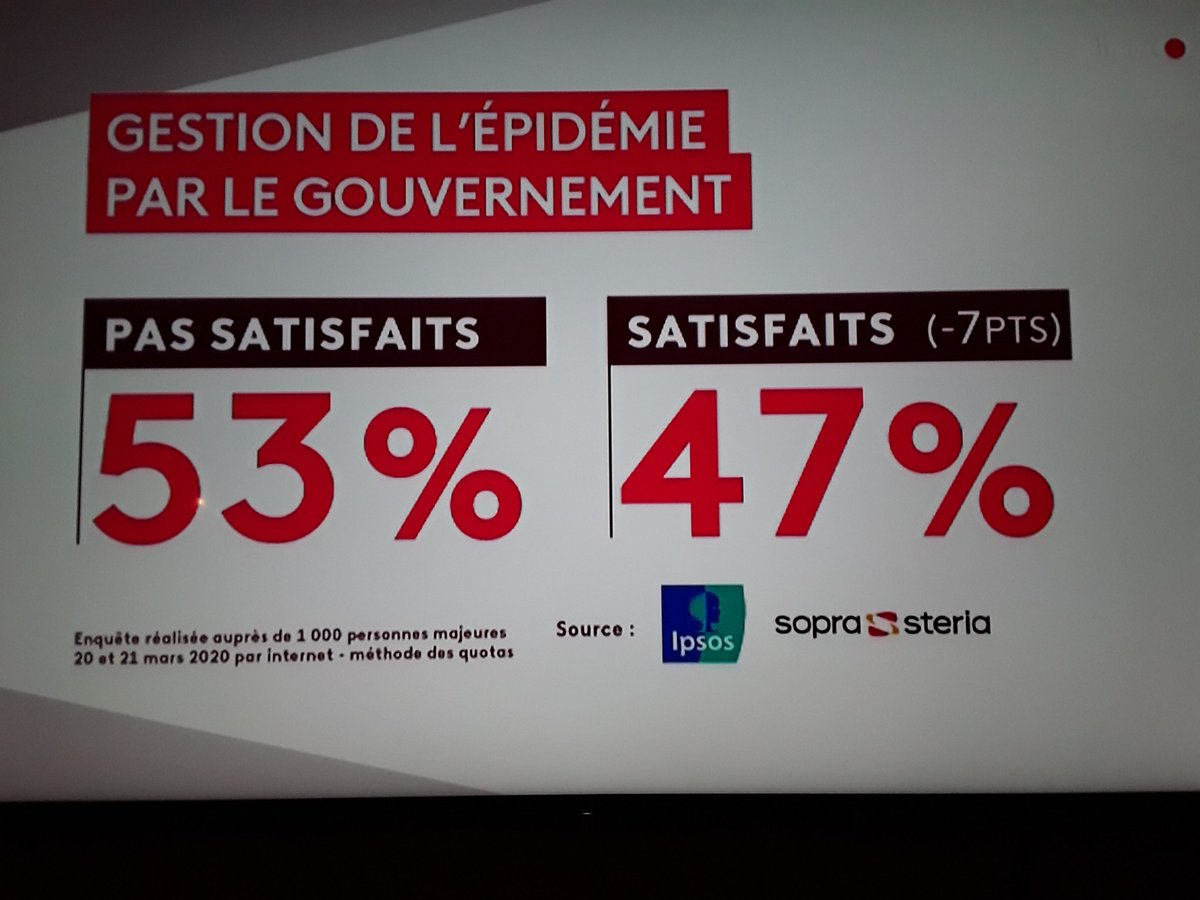 GESTION DE L'ÉPIDÉMIE
PAR LE GOUVERNEMENT
PAS SATISFAITS
53%
SATISFAITS (-7PTS)
47%
Enquête réalisée auprès de 1 000 personnes majeures
20 et 21 mars 2020 par internet - méthode des quotas
Source :
Ipsos
sopra steria